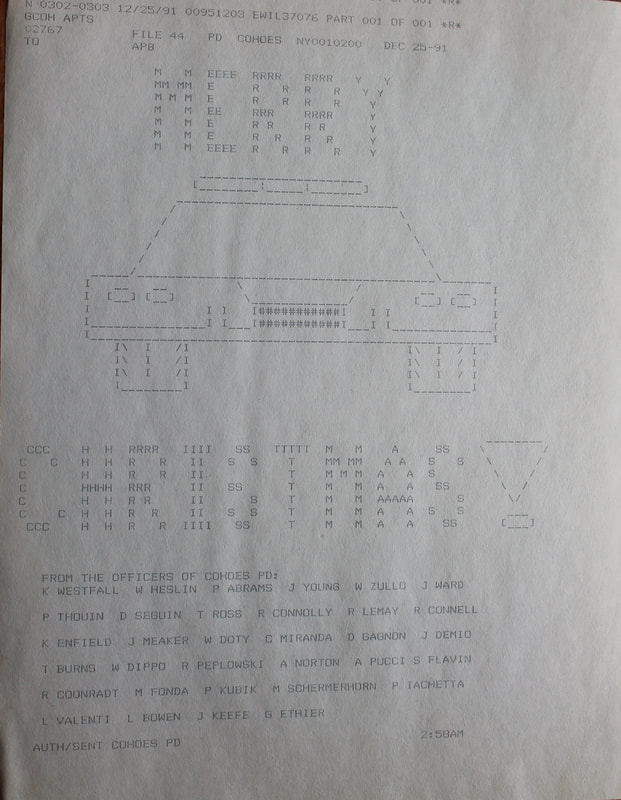 N 0302-0303 12/25/91 00951203 EWIL37076 PART 001 OF 001 *R*
GCOH APTS
02767 FILE 44 PD COHOES NY0010200 DEC 25-91
TO APB
MERRY
CHRISTMAS!
FROM THE OFFICERS OF COHOES PD:
K WESTFALL W HESLIN P ABRAMS J YOUNG W ZULLO J WARD
P THOUIN D SEGUIN T ROSS R CONNOLLY R LEMAY R CONNELL
K ENFIELD J MEAKER W DOTY C MIRANDA D GAGNON J DEMIO
T BURNS W DIPPO R PEPLOWSKI A NORTON A PUCCI S FLAVIN
R COONRADT M FONDA P KUBIK M SCHERMERHORN P IACHETTA
L VALENTI L BOWEN J KEEFE G ETHIER
AUTH/SENT COHOES PD 2:58AM